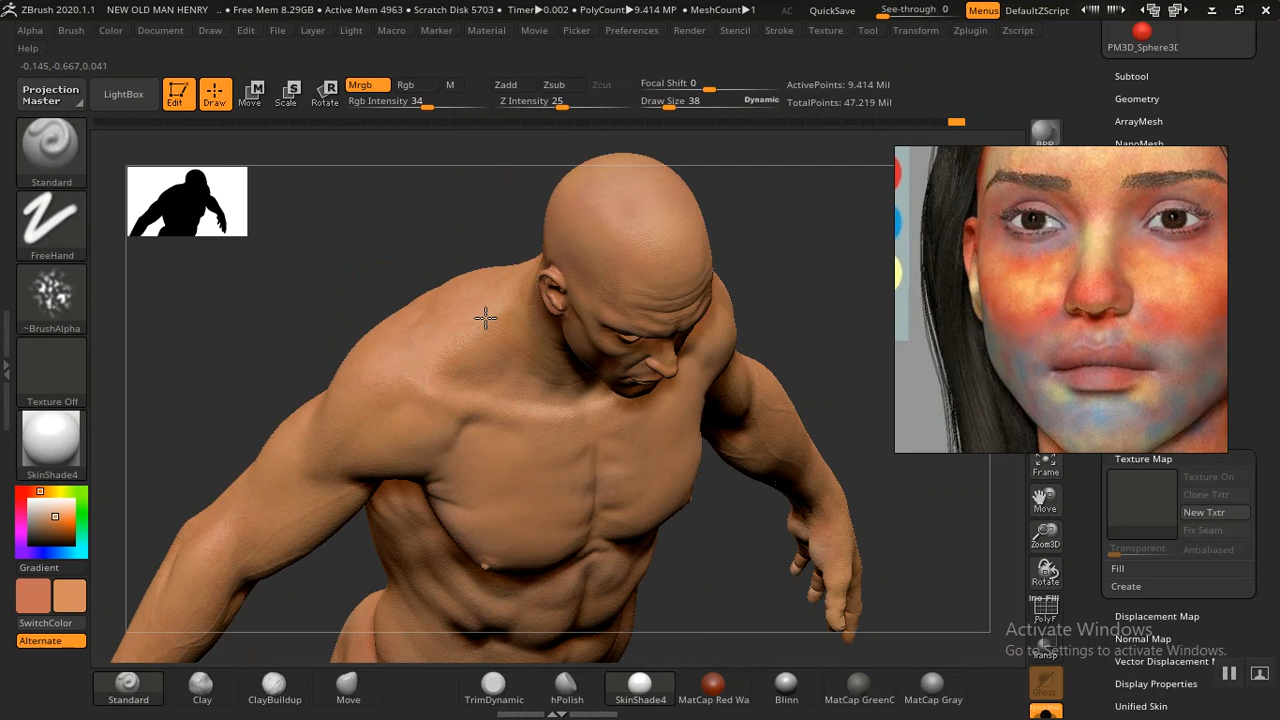 ZBrush 2020.1.1 NEW OLD MAN HENRY .. ● Free Mem 8.29GB ● Active Mem 4963 ● Scratch Disk 5703 ● Timer▶0.002 ● PolyCount▶9.414 MP ● MeshCount▶1 AC QuickSave See-through 0 Menus DefaultZScript
Alpha Brush Color Document Draw Edit File Layer Light Macro Marker Material Movie Picker Preferences Render Stencil Stroke Texture Tool Transform Zplugin Zscript
Help
-0.145,-0.667,0.041
Projection
Master
LightBox
Edit
Draw
Move
Scale
Rotate
Mrgb Rgb M
Rgb Intensity 34
Zadd Zsub Zcut
Z Intensity 25
Focal Shift 0
Draw Size 38 Dynamic
ActivePoints: 9.414 Mil
TotalPoints: 47.219 Mil
PM3D_Sphere3D
Subtool
Geometry
ArrayMesh
NanoMesh
BPR
Standard
FreeHand
~BrushAlpha
Texture Off
SkinShade4
Gradient
SwitchColor
Alternate
Frame
Move
Zoom3D
Rotate
PolyF
Transp
Ghost
Texture Map
Texture On
Clone Txtr
New Txtr
Fix Seam
Transparent Antialiased
Fill
Create
Displacement Map
Normal Map
Vector Displacement
Display Properties
Unified Skin
Activate Windows
Go to Settings to activate Windows.
Standard Clay ClayBuildup Move TrimDynamic hPolish SkinShade4 MatCap Red Wa Blinn MatCap GreenC MatCap Gray